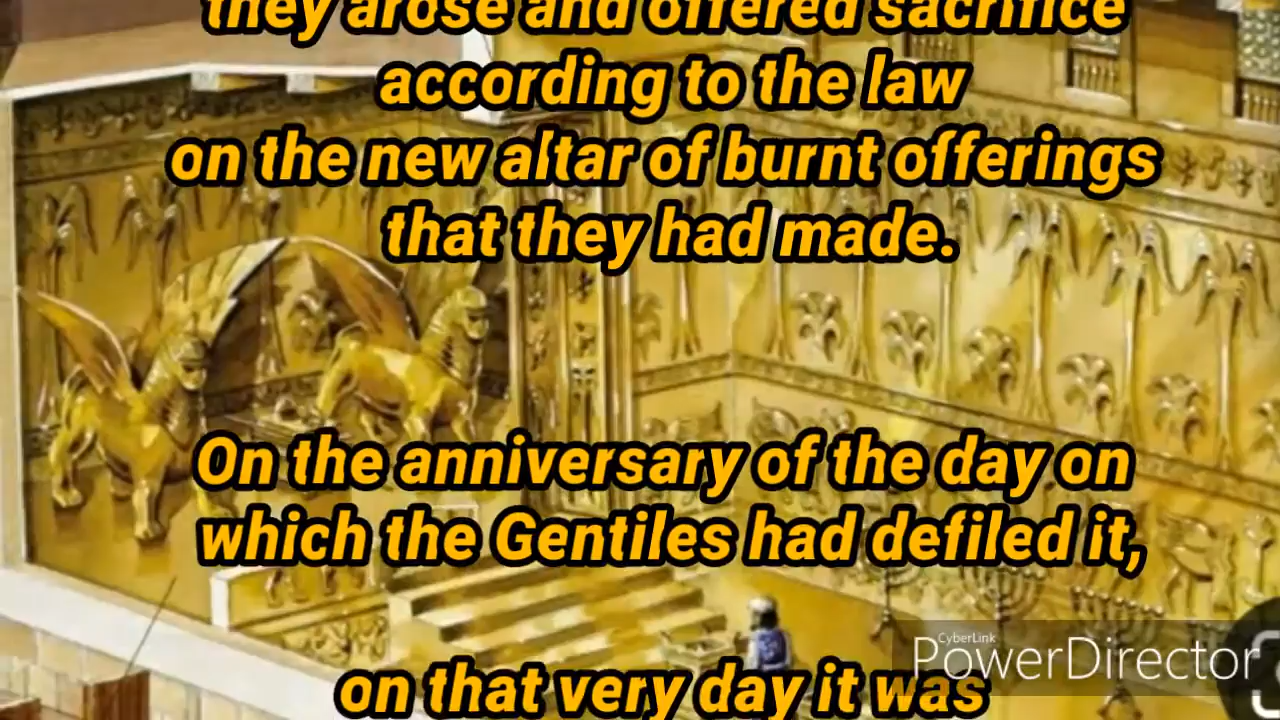 they arose and offered sacrifice
according to the law
on the new altar of burnt offerings
that they had made.
On the anniversary of the day on
which the Gentiles had defiled it,
on that very day it was
CyberLink
PowerDirector